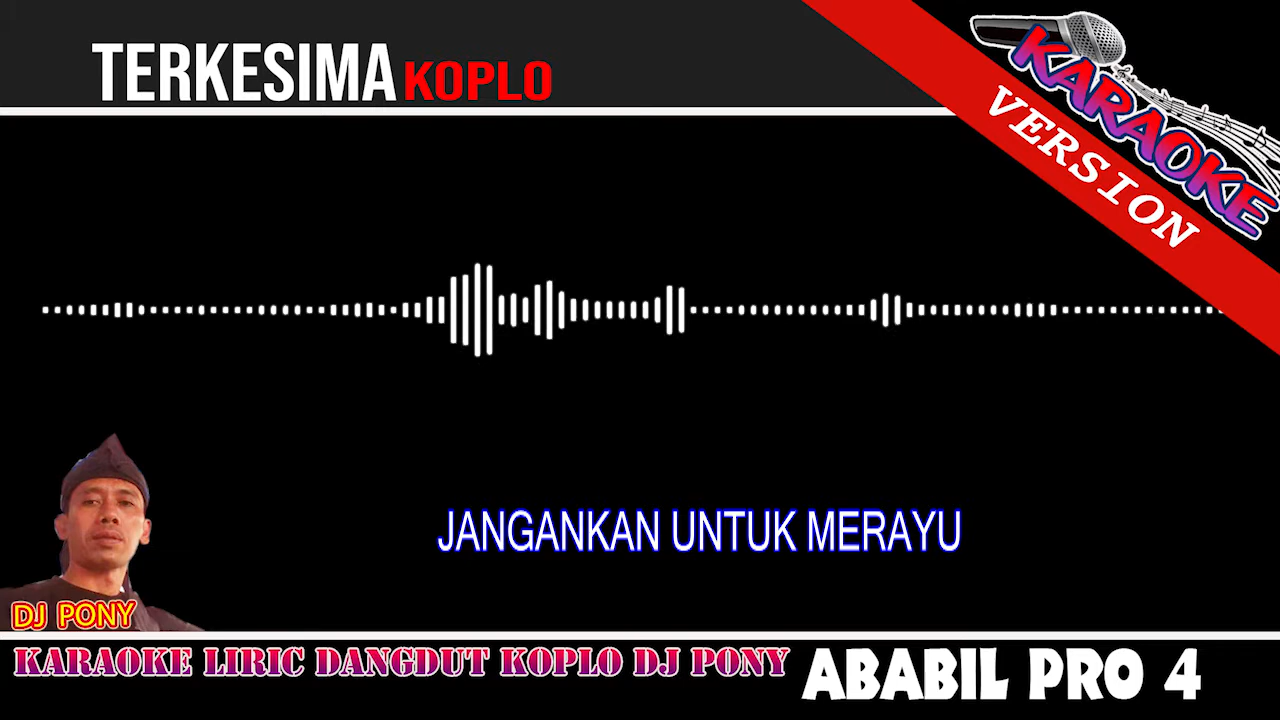 TERKESIMA KOPLO
KARAOKE
VERSION
JANGANKAN UNTUK MERAYU
DJ PONY
KARAOKE LIRIC DANGDUT KOPLO DJ PONY
ABABIL PRO 4